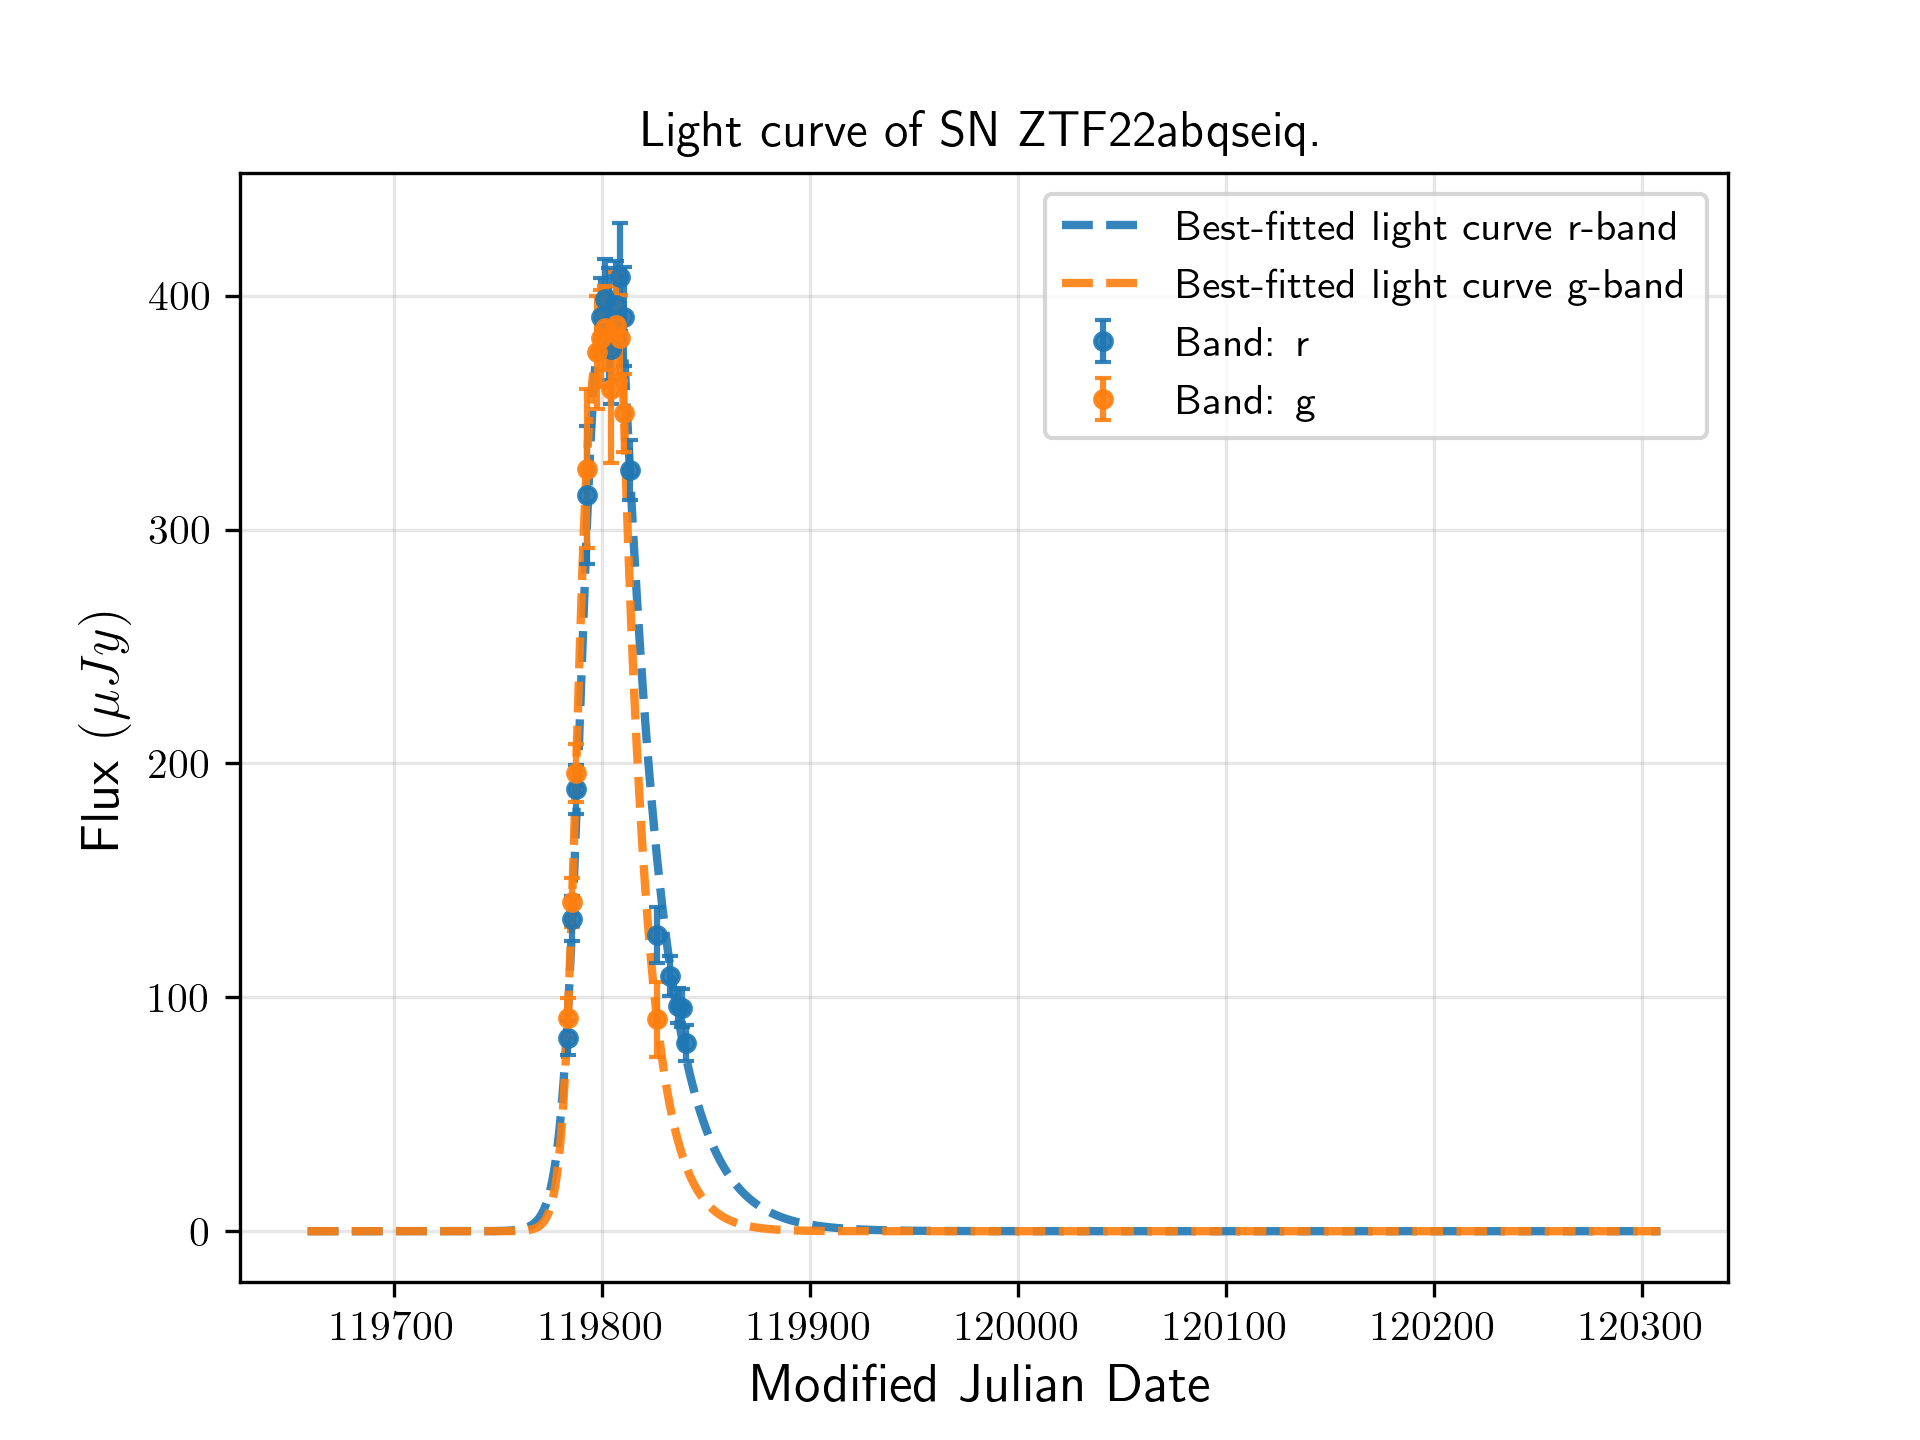 Light curve of SN ZTF22abqseiq.
Best-fitted light curve r-band
Best-fitted light curve g-band
Band: r
Band: g
400
300
200
100
0
Flux (μJy)
119700 119800 119900 120000 120100 120200 120300
Modified Julian Date